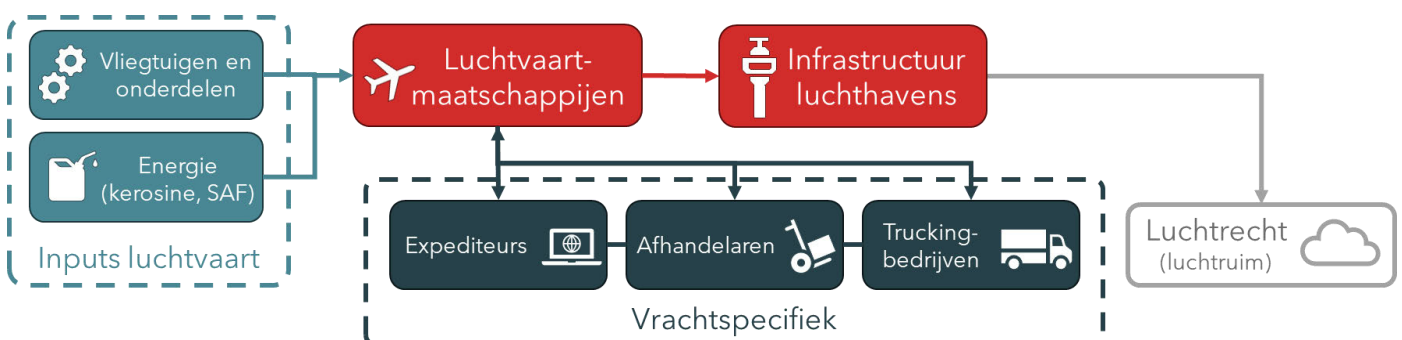 Vliegtuigen en
onderdelen
Energie
(kerosine, SAF)
Inputs luchtvaart
Luchtvaart-
maatschappijen
Infrastructuur
luchthavens
Expediteurs
Afhandelaren
Trucking-
bedrijven
Vrachtspecifiek
Luchtrecht
(luchtruim)